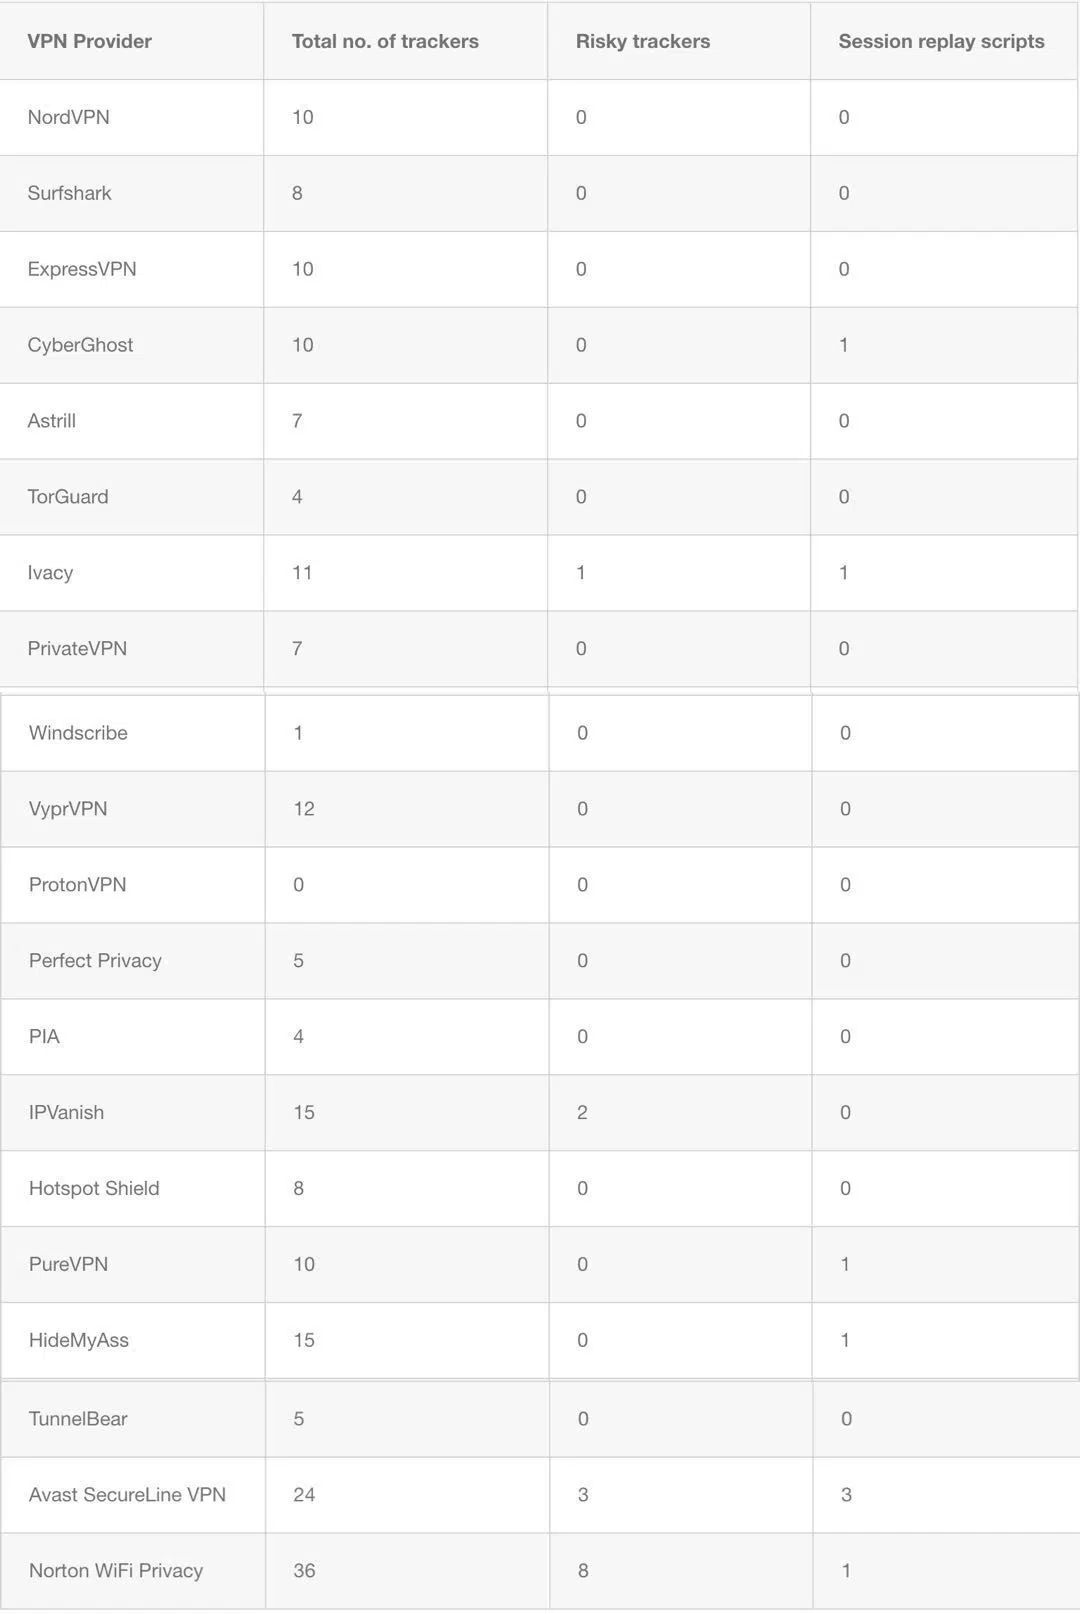 VPN Provider Total no. of trackers Risky trackers Session replay scripts
NordVPN 10 0 0
Surfshark 8 0 0
ExpressVPN 10 0 0
CyberGhost 10 0 1
Astrill 7 0 0
TorGuard 4 0 0
Ivacy 11 1 1
PrivateVPN 7 0 0
Windscribe 1 0 0
VyprVPN 12 0 0
ProtonVPN 0 0 0
Perfect Privacy 5 0 0
PIA 4 0 0
IPVanish 15 2 0
Hotspot Shield 8 0 0
PureVPN 10 0 1
HideMyAss 15 0 1
TunnelBear 5 0 0
Avast SecureLine VPN 24 3 3
Norton WiFi Privacy 36 8 1